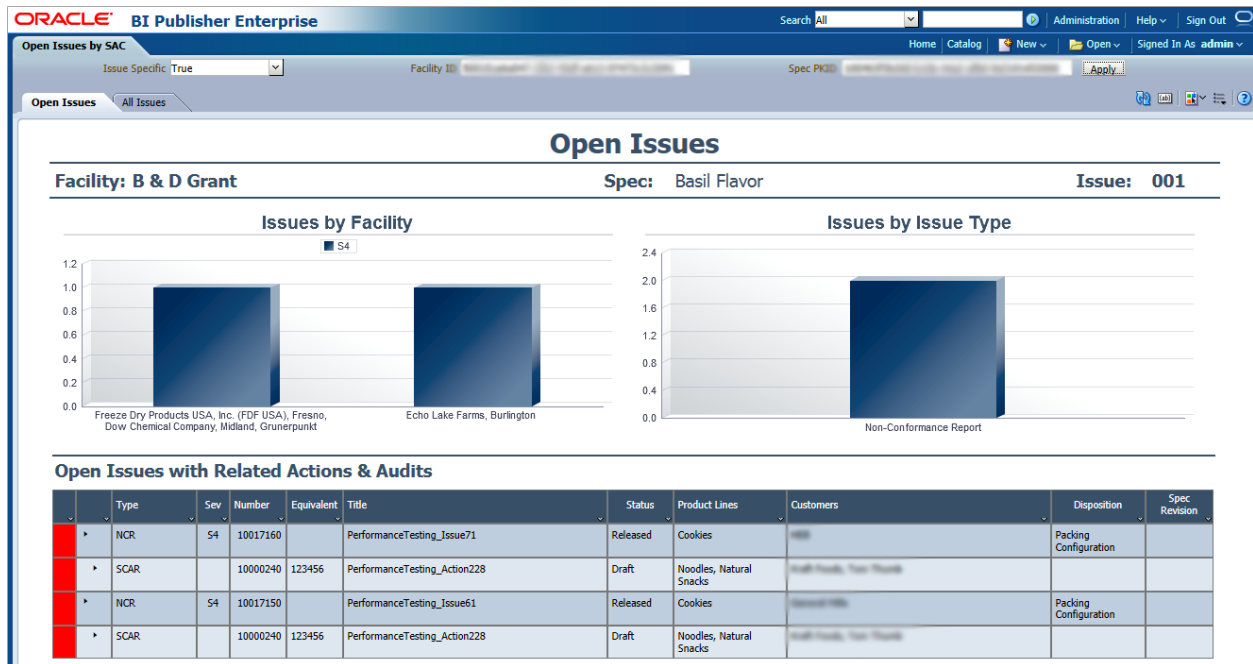 ORACLE BI Publisher Enterprise Search All Administration Help Sign Out
Open Issues by SAC Home Catalog New Open Signed In As admin
Issue Specific True Facility ID Spec PKID Apply
Open Issues All Issues
Open Issues
Facility: B & D Grant Spec: Basil Flavor Issue: 001
Issues by Facility
S4
1.2
1.0
0.8
0.6
0.4
0.2
0.0
Freeze Dry Products USA, Inc. (FDF USA), Fresno,
Dow Chemical Company, Midland, Grunerpunkt
Echo Lake Farms, Burlington
Issues by Issue Type
2.4
2.0
1.6
1.2
0.8
0.4
0.0
Non-Conformance Report
Open Issues with Related Actions & Audits
Type Sev Number Equivalent Title Status Product Lines Customers Disposition Spec
Revision
NCR S4 10017160 PerformanceTesting_Issue71 Released Cookies Packing
Configuration
SCAR 10000240 123456 PerformanceTesting_Action228 Draft Noodles, Natural
Snacks
NCR S4 10017150 PerformanceTesting_Issue61 Released Cookies Packing
Configuration
SCAR 10000240 123456 PerformanceTesting_Action228 Draft Noodles, Natural
Snacks